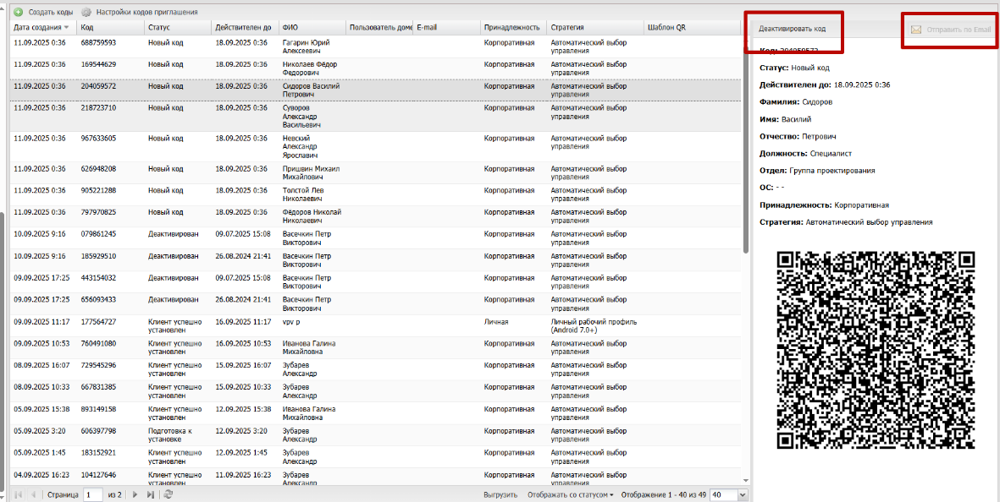 Создать коды Настройки кодов приглашения
Дата создания Код Статус Действителен до ФИО Пользователь доме E-mail Принадлежность Стратегия Шаблон QR
11.09.2025 0:36 688759593 Новый код 18.09.2025 0:36 Гагарин Юрий Корпоративная Автоматический выбор
Алексеевич управления
11.09.2025 0:36 169544629 Новый код 18.09.2025 0:36 Николаев Фёдор Корпоративная Автоматический выбор
Федорович управления
11.09.2025 0:36 204059572 Новый код 18.09.2025 0:36 Сидоров Василий Корпоративная Автоматический выбор
Петрович управления
11.09.2025 0:36 218723710 Новый код 18.09.2025 0:36 Суворов Корпоративная Автоматический выбор
Александр управления
Васильевич
11.09.2025 0:36 967633605 Новый код 18.09.2025 0:36 Невский Корпоративная Автоматический выбор
Александр управления
Ярославич
11.09.2025 0:36 626948208 Новый код 18.09.2025 0:36 Пришвин Михаил Корпоративная Автоматический выбор
Михайлович управления
11.09.2025 0:36 905221288 Новый код 18.09.2025 0:36 Толстой Лев Корпоративная Автоматический выбор
Николаевич управления
11.09.2025 0:36 797970825 Новый код 18.09.2025 0:36 Фёдоров Николай Корпоративная Автоматический выбор
Николаевич управления
10.09.2025 9:16 079861245 Деактивирован 09.07.2025 15:08 Васечкин Петр Корпоративная Автоматический выбор
Викторович управления
10.09.2025 9:16 185929510 Деактивирован 26.08.2024 21:41 Васечкин Петр Корпоративная Автоматический выбор
Викторович управления
09.09.2025 17:25 443154032 Деактивирован 09.07.2025 15:08 Васечкин Петр Корпоративная Автоматический выбор
Викторович управления
09.09.2025 17:25 656093433 Деактивирован 26.08.2024 21:41 Васечкин Петр Корпоративная Автоматический выбор
Викторович управления
09.09.2025 11:17 177564727 Клиент успешно 16.09.2025 11:17 vpv p Личная Личный рабочий профиль
установлен (Android 7.0+)
09.09.2025 10:53 760491080 Клиент успешно 16.09.2025 10:53 Иванова Галина Корпоративная Автоматический выбор
установлен Михайловна управления
08.09.2025 16:07 729545296 Клиент успешно 15.09.2025 16:07 Зубарев Корпоративная Автоматический выбор
установлен Александр управления
08.09.2025 10:33 667831385 Клиент успешно 15.09.2025 10:33 Зубарев Корпоративная Автоматический выбор
установлен Александр управления
05.09.2025 15:38 893149158 Клиент успешно 12.09.2025 15:38 Иванова Галина Корпоративная Автоматический выбор
установлен Михайловна управления
05.09.2025 3:20 606397798 Подготовка к 12.09.2025 3:20 Зубарев Корпоративная Автоматический выбор
установке Александр управления
05.09.2025 1:45 183152921 Клиент успешно 12.09.2025 1:45 Зубарев Корпоративная Автоматический выбор
установлен Александр управления
04.09.2025 16:23 104127646 Клиент успешно 11.09.2025 16:23 Зубарев Корпоративная Автоматический выбор
установлен Александр управления
Страница 1 из 2 Выгрузить Отображать со статусом Отображение 1 - 40 из 49 40
Деактивировать код Отправить по Email
Код: 204059572
Статус: Новый код
Действителен до: 18.09.2025 0:36
Фамилия: Сидоров
Имя: Василий
Отчество: Петрович
Должность: Специалист
Отдел: Группа проектирования
ОС: - -
Принадлежность: Корпоративная
Стратегия: Автоматический выбор управления